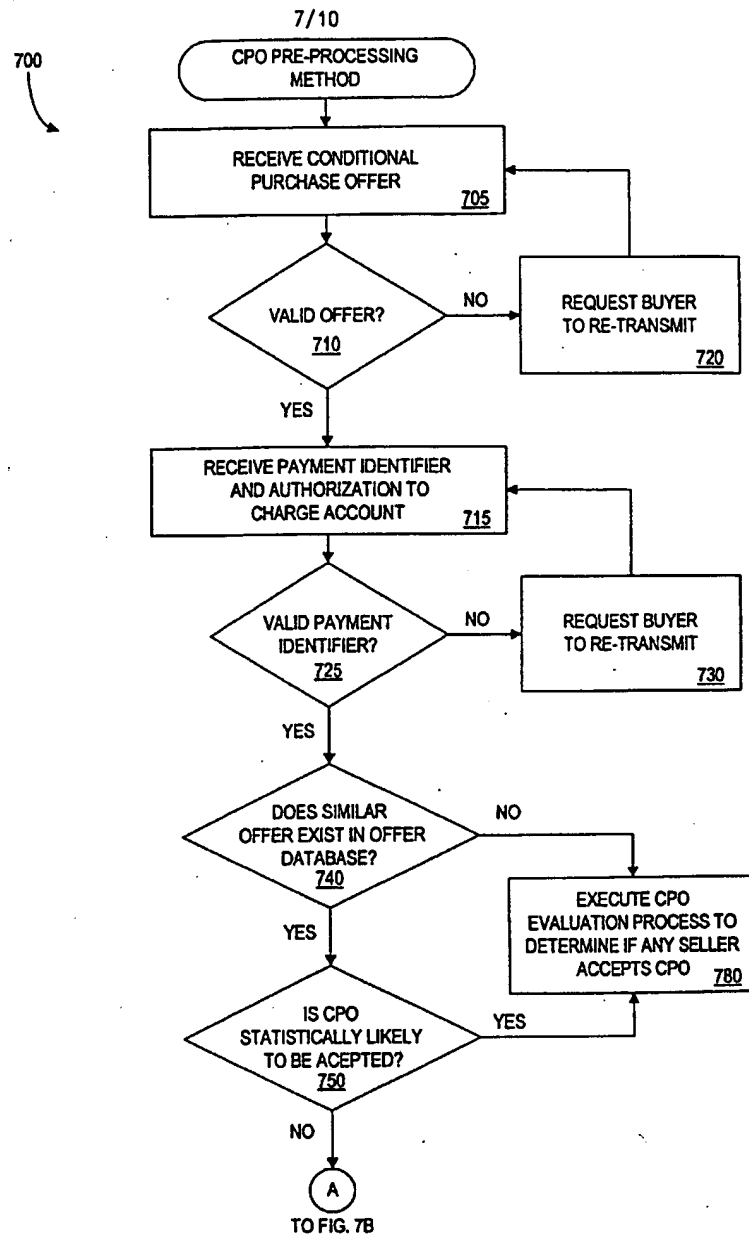 7/10
700
CPO PRE-PROCESSING
METHOD
RECEIVE CONDITIONAL
PURCHASE OFFER
705
VALID OFFER?
710
NO
REQUEST BUYER
TO RE-TRANSMIT
720
YES
RECEIVE PAYMENT IDENTIFIER
AND AUTHORIZATION TO
CHARGE ACCOUNT
715
VALID PAYMENT
IDENTIFIER?
725
NO
REQUEST BUYER
TO RE-TRANSMIT
730
YES
DOES SIMILAR
OFFER EXIST IN OFFER
DATABASE?
740
NO
EXECUTE CPO
EVALUATION PROCESS TO
DETERMINE IF ANY SELLER
ACCEPTS CPO
780
YES
IS CPO
STATISTICALLY LIKELY
TO BE ACEPTED?
750
YES
NO
A
TO FIG. 7B